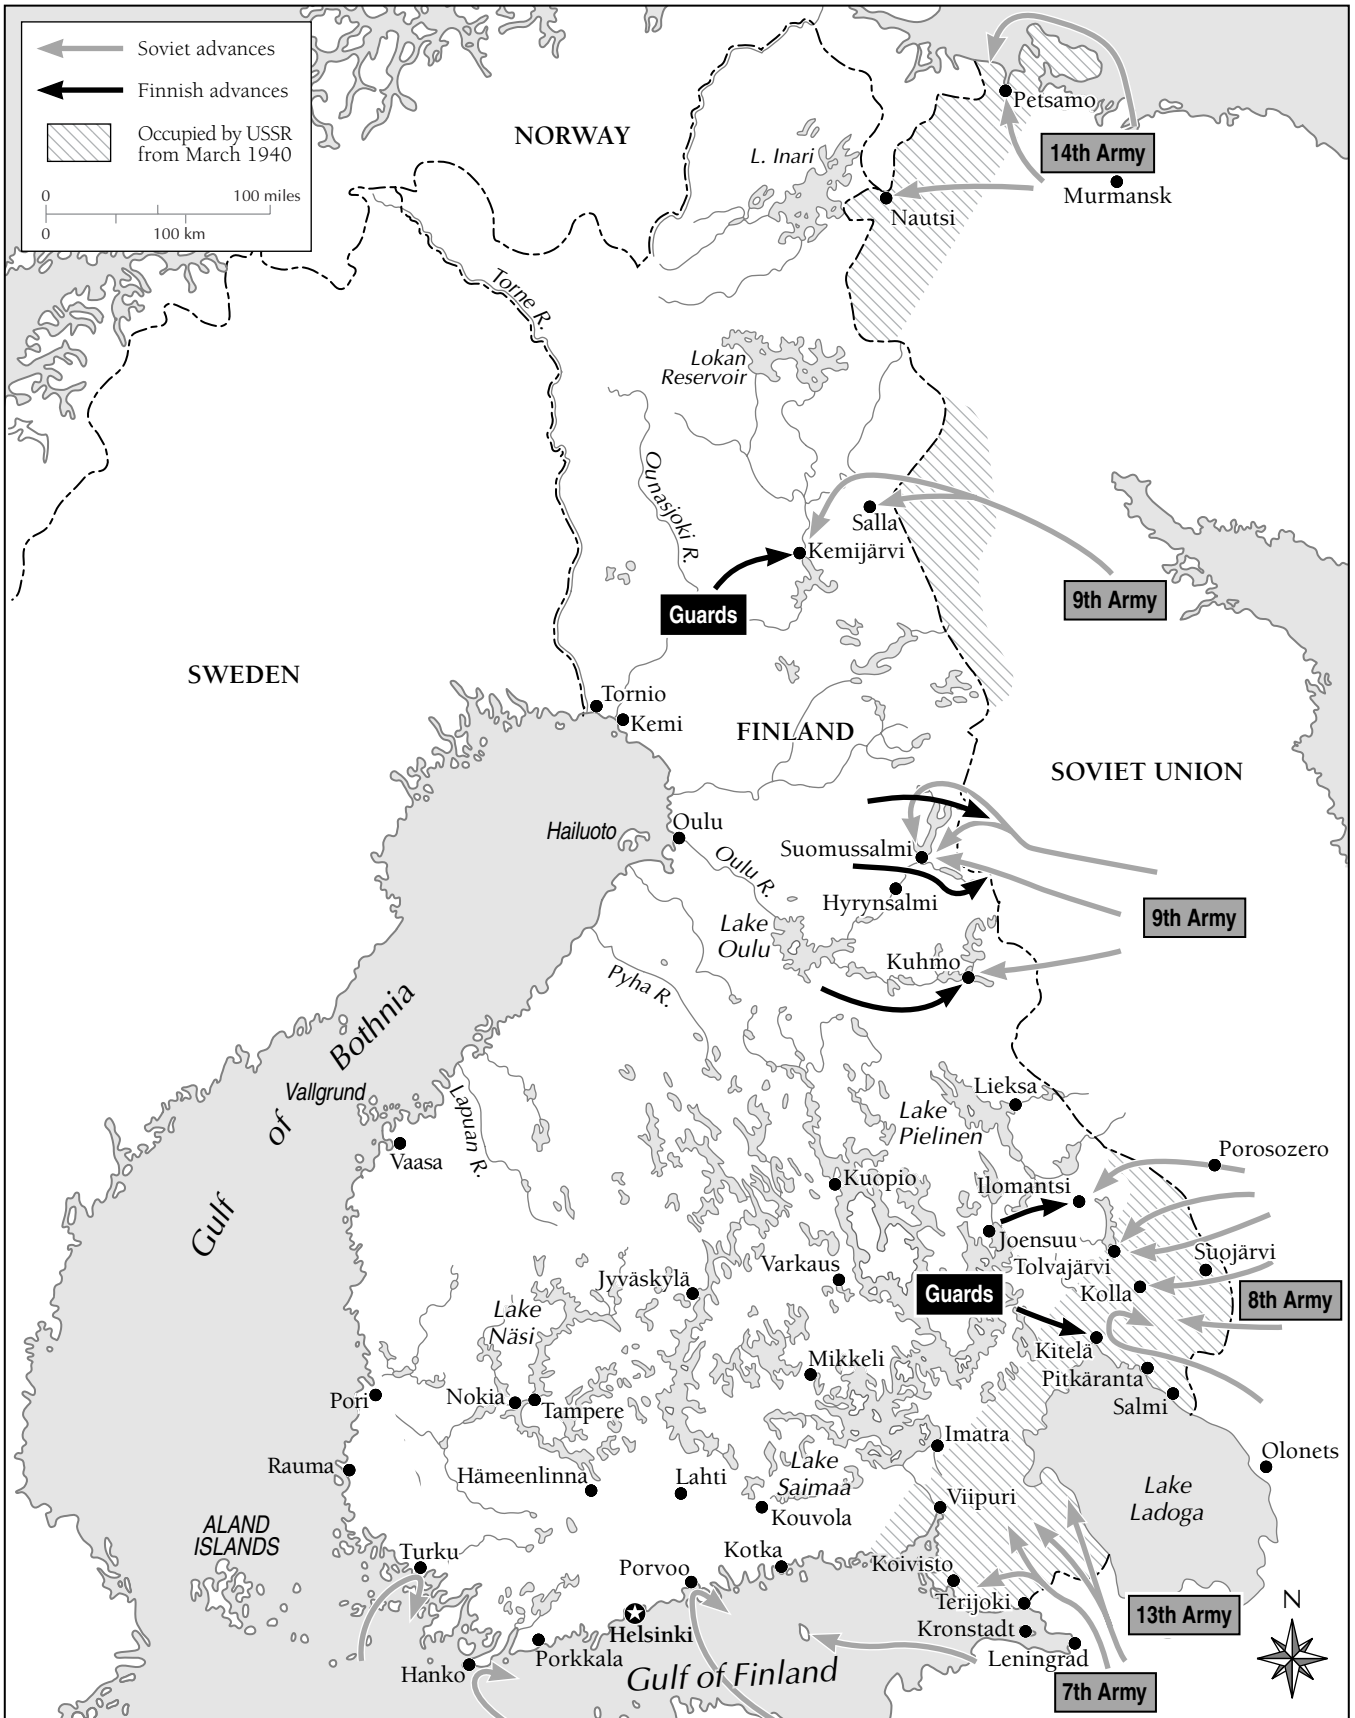 Soviet advances
Finnish advances
Occupied by USSR
from March 1940
0 100 miles
0 100 km
NORWAY
L. Inari
Petsamo
14th Army
Murmansk
Nautsi
Torne R.
Lokan
Reservoir
Ounasjoki R.
Salla
Kemijärvi
Guards
9th Army
SWEDEN
Tornio
Kemi
FINLAND
SOVIET UNION
Hailuoto
Oulu
Oulu R.
Suomussalmi
Hyrynsalmi
9th Army
Lake
Oulu
Kuhmo
Pyha R.
Gulf
of
Bothnia
Vallgrund
Lapuan R.
Vaasa
Lieksa
Lake
Pielinen
Porosozero
Kuopio
Ilomantsi
Joensuu
Tolvajärvi
Suojärvi
Varkaus
Jyväskylä
Kolla
Guards
8th Army
Lake
Näsi
Kitelä
Mikkeli
Pitkäranta
Salmi
Pori
Nokia
Tampere
Imatra
Olonets
Rauma
Hämeenlinna
Lahti
Lake
Saimaa
Viipuri
Lake
Ladoga
Kouvola
ALAND
ISLANDS
Turku
Kotka
Koivisto
Porvoo
Terijoki
13th Army
N
Helsinki
Kronstadt
Porkkala
Leningrad
Hanko
Gulf of Finland
7th Army